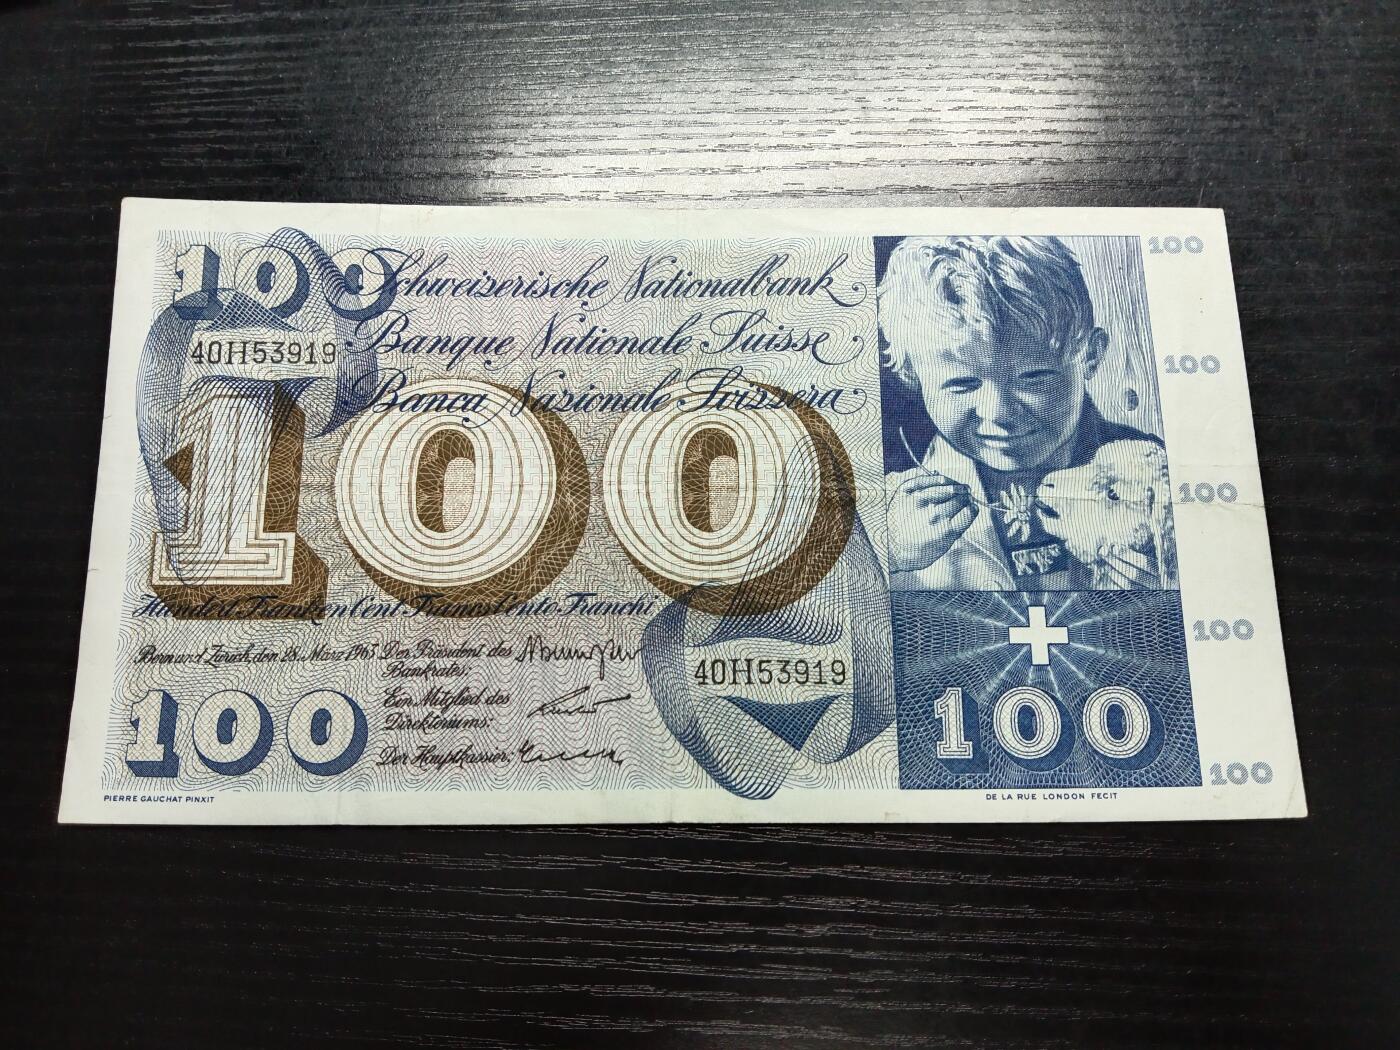 100
Schweizerische Nationalbank
Banque Nationale Suisse
Banca Nazionale Svizzera
40H53919
100
Hundert Franken Cent Francs Cento Franchi
Bern und Zürich, den 28. März 1963
Der Präsident des
Bankrates:
Ein Mitglied des
Direktoriums:
Der Hauptkassier:
40H53919
100
100
100
100
100
100
100
PIERRE GAUCHAT PINXIT
DE LA RUE LONDON FECIT